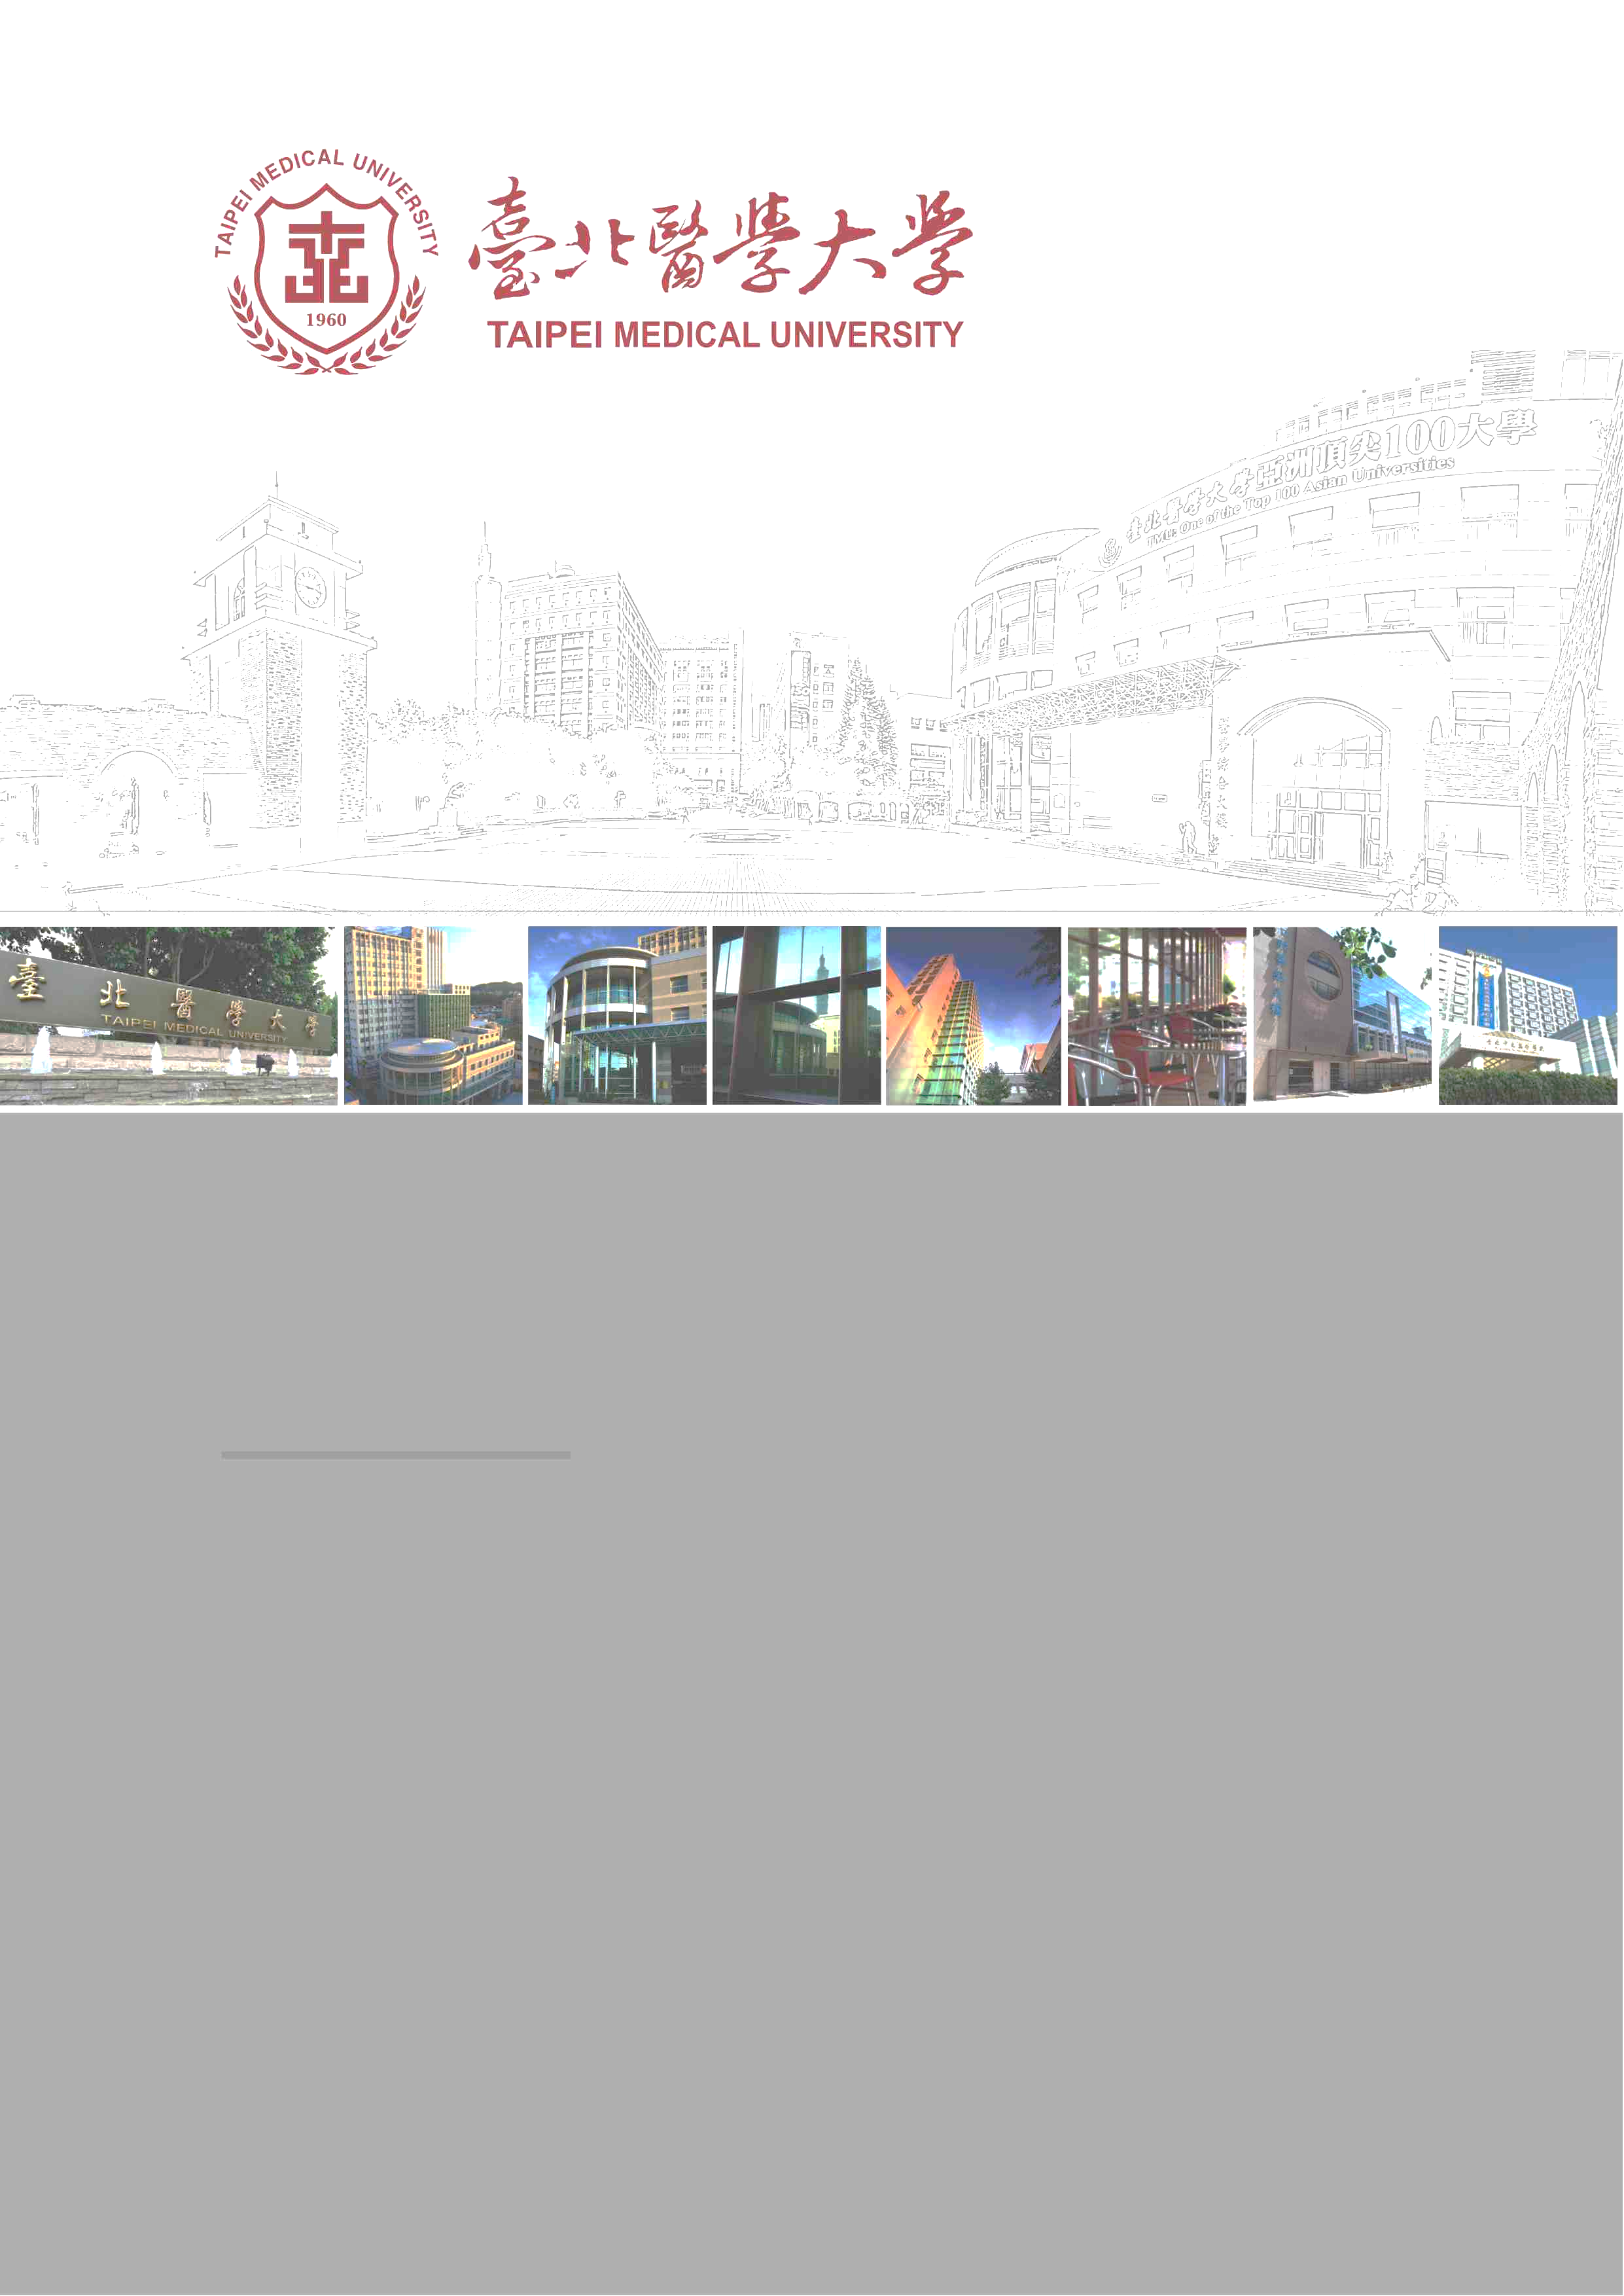 TAIPEI MEDICAL UNIVERSITY
1960
臺北醫學大學
TAIPEI MEDICAL UNIVERSITY
臺北醫學大學亞洲頂尖100大學
TMU: One of the Top 100 Asian Universities
臺北醫學大學
TAIPEI MEDICAL UNIVERSITY